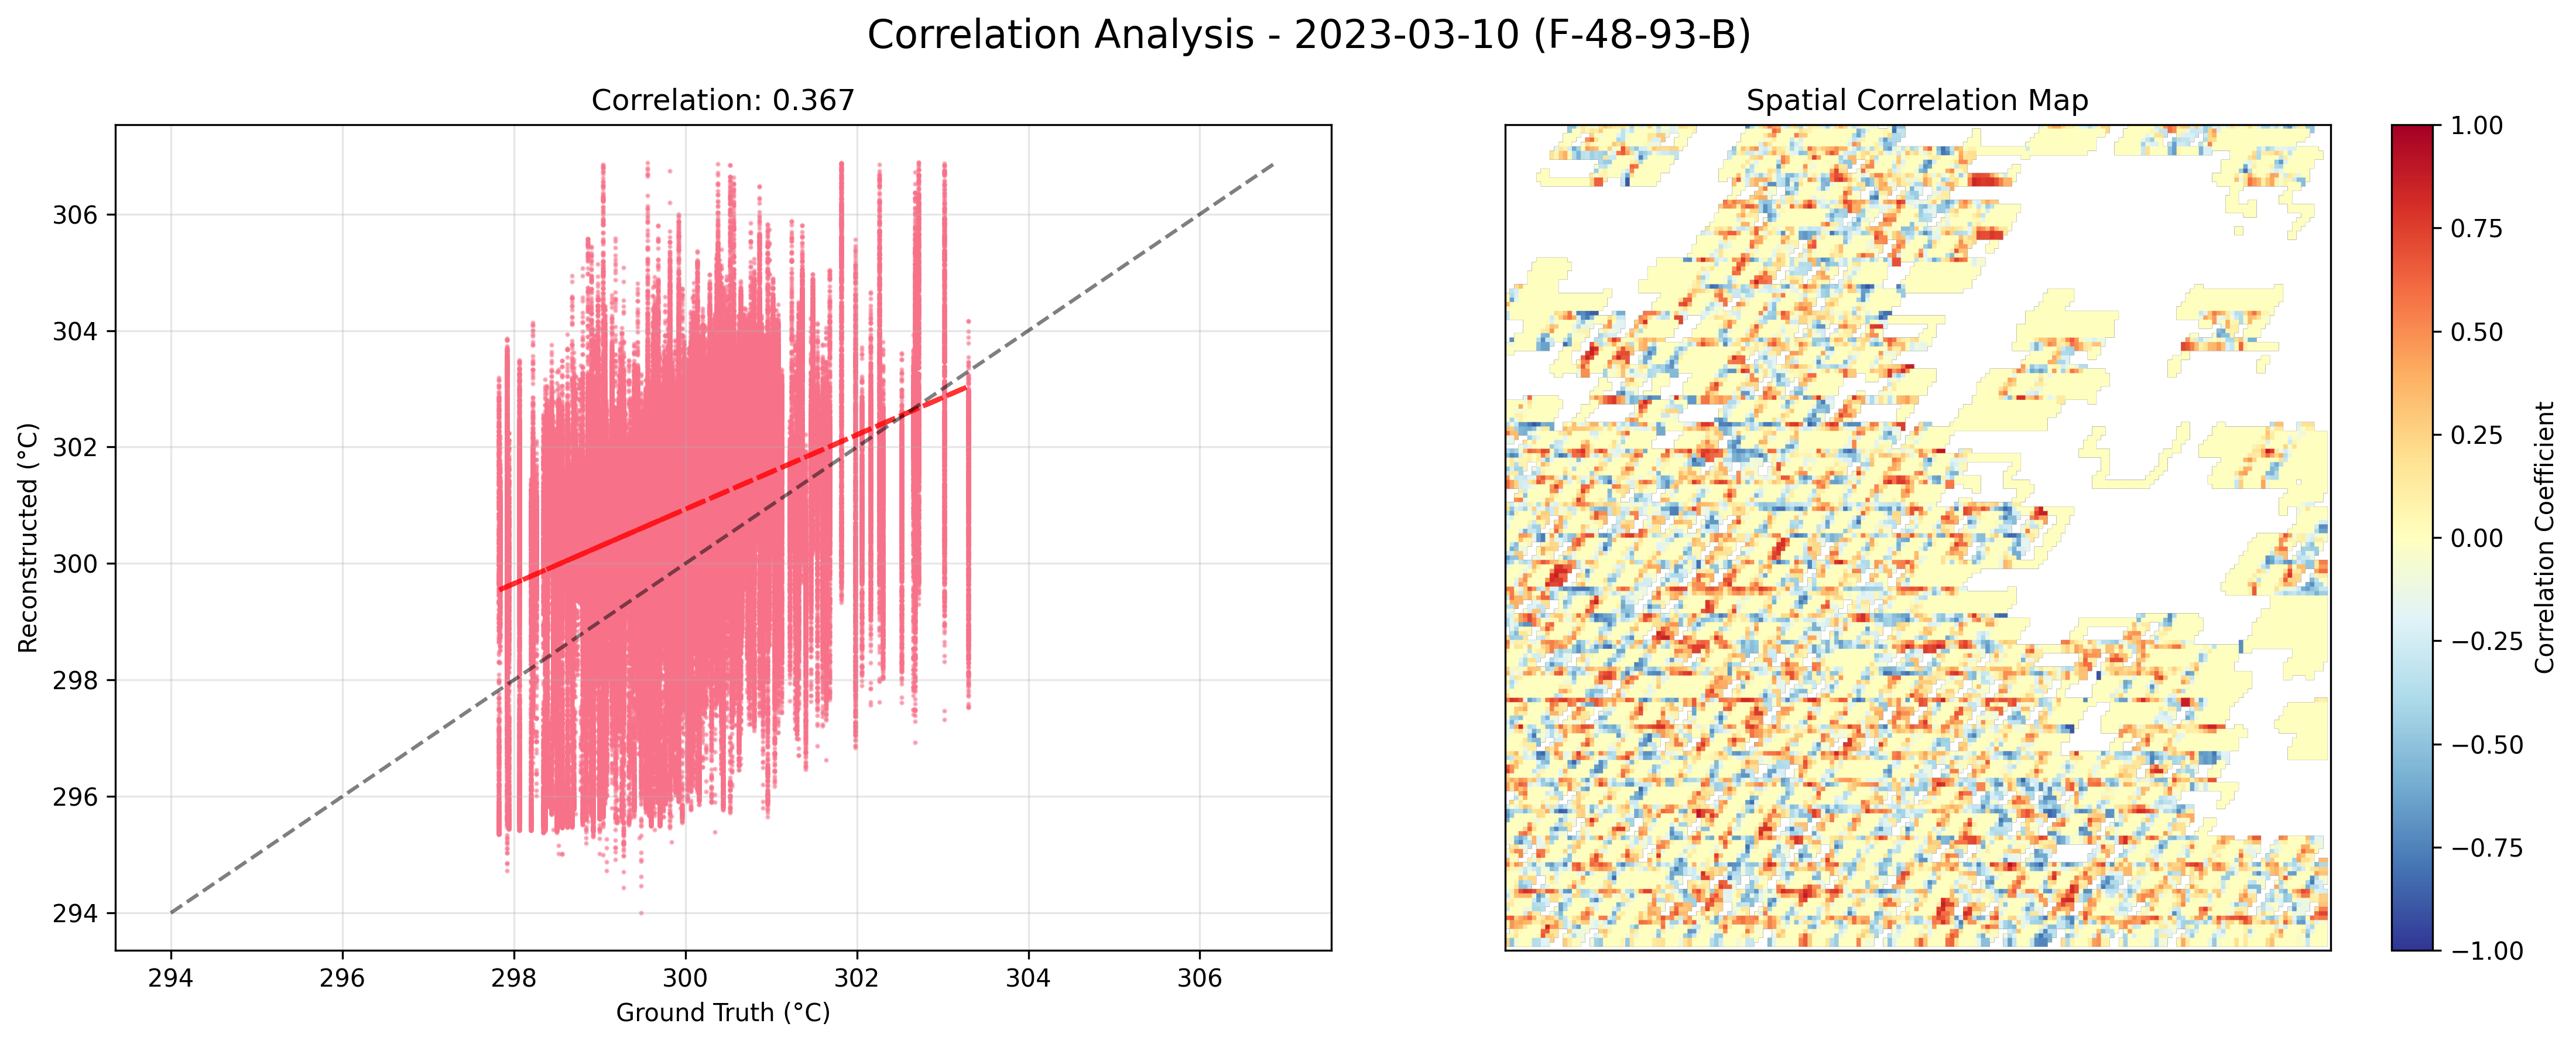 Correlation Analysis - 2023-03-10 (F-48-93-B)
Correlation: 0.367
Reconstructed (°C)
306
304
302
300
298
296
294
294 296 298 300 302 304 306
Ground Truth (°C)
Spatial Correlation Map
1.00
0.75
0.50
0.25
0.00
−0.25
−0.50
−0.75
−1.00
Correlation Coefficient